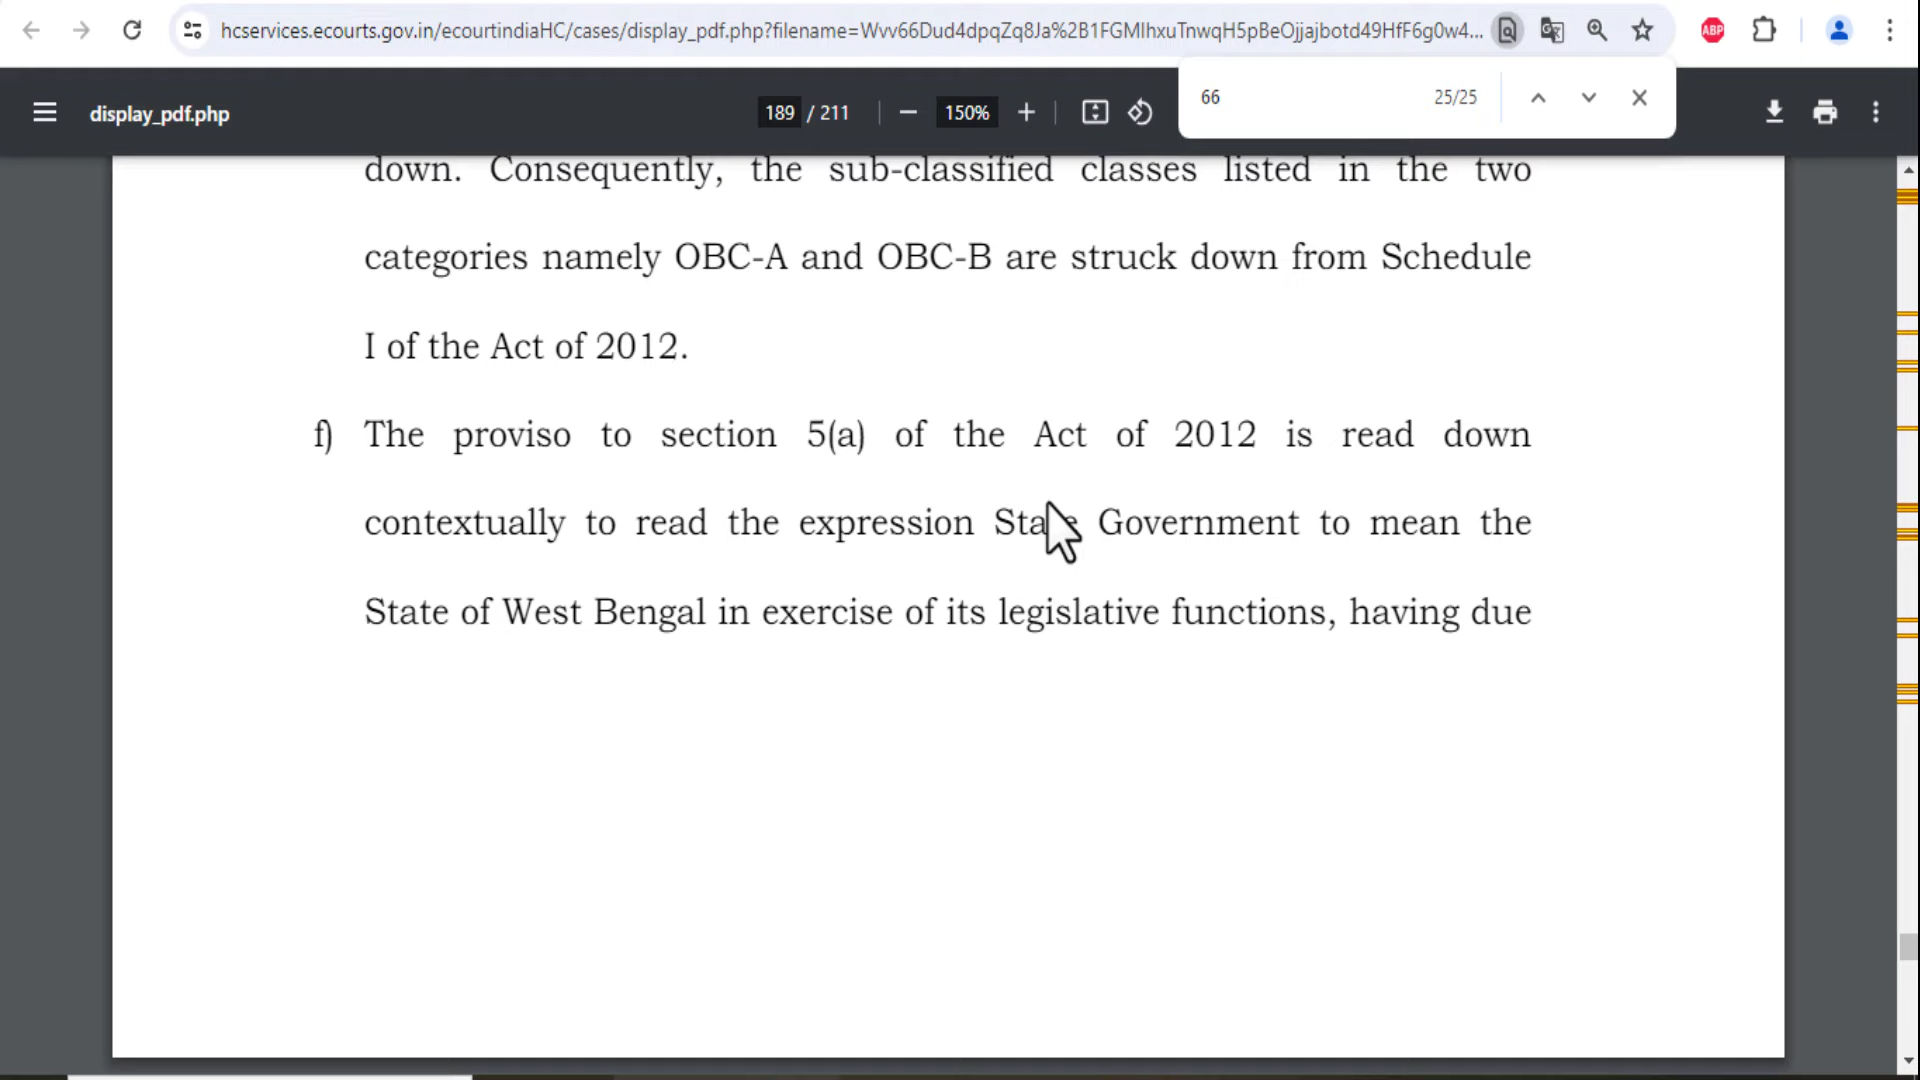 hcservices.ecourts.gov.in/ecourtindiaHC/cases/display_pdf.php?filename=Wvv66Dud4dpqZq8Ja%2B1FGMlhxuTnwqH5pBeOjjajbotd49HfF6g0w4...
ABP
66 25/25
display_pdf.php 189 / 211 150%
down. Consequently, the sub-classified classes listed in the two
categories namely OBC-A and OBC-B are struck down from Schedule
I of the Act of 2012.
f) The proviso to section 5(a) of the Act of 2012 is read down
contextually to read the expression State Government to mean the
State of West Bengal in exercise of its legislative functions, having due